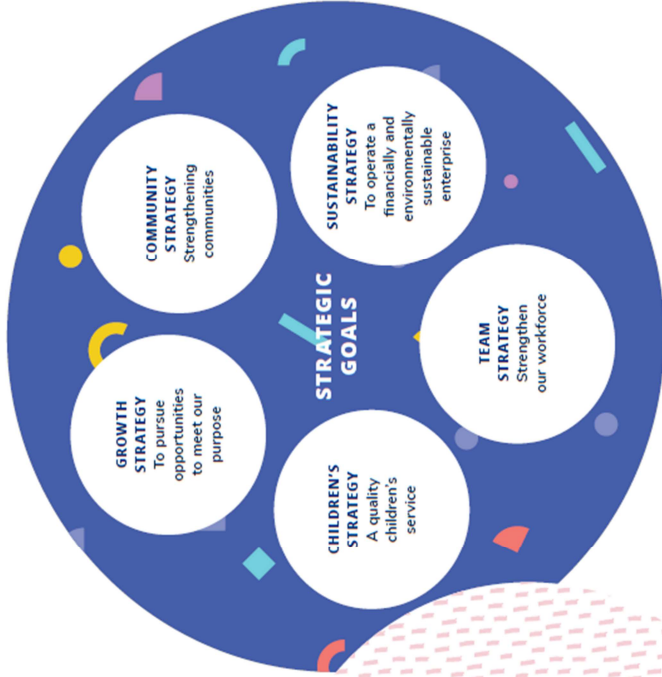 STRATEGIC
GOALS
GROWTH
STRATEGY
To pursue
opportunities
to meet our
purpose
COMMUNITY
STRATEGY
Strengthening
communities
CHILDREN'S
STRATEGY
A quality
children's
service
SUSTAINABILITY
STRATEGY
To operate a
financially and
environmentally
sustainable
enterprise
TEAM
STRATEGY
Strengthen
our workforce